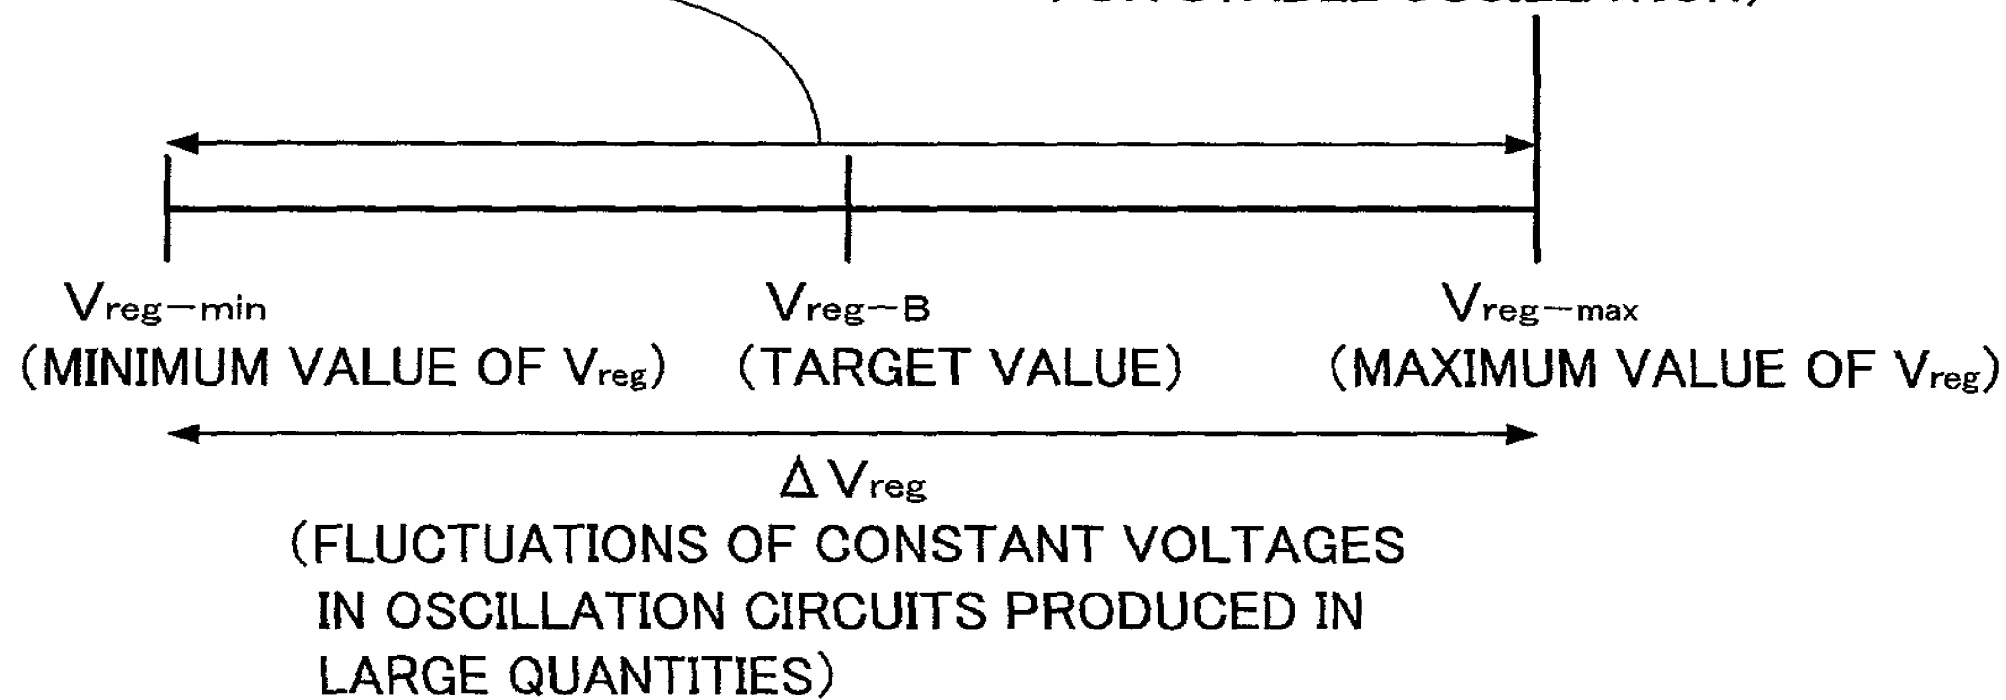 Vreg-min
Vreg-B
Vreg-max
(MINIMUM VALUE OF Vreg)
(TARGET VALUE)
(MAXIMUM VALUE OF Vreg)
ΔVreg
(FLUCTUATIONS OF CONSTANT VOLTAGES
IN OSCILLATION CIRCUITS PRODUCED IN
LARGE QUANTITIES)